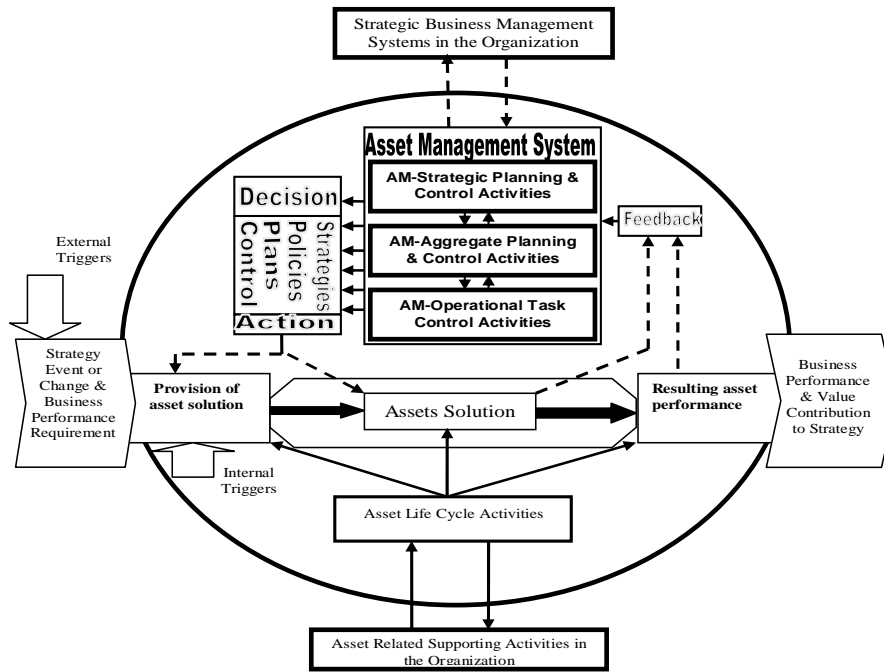 Strategic Business Management
Systems in the Organization
Asset Management System
AM-Strategic Planning &
Control Activities
AM-Aggregate Planning
& Control Activities
AM-Operational Task
Control Activities
Decision
Strategies
Policies
Plans
Control
Action
Feedback
External
Triggers
Strategy
Event or
Change &
Business
Performance
Requirement
Provision of
asset solution
Assets Solution
Resulting asset
performance
Business
Performance
& Value
Contribution
to Strategy
Internal
Triggers
Asset Life Cycle Activities
Asset Related Supporting Activities in
the Organization